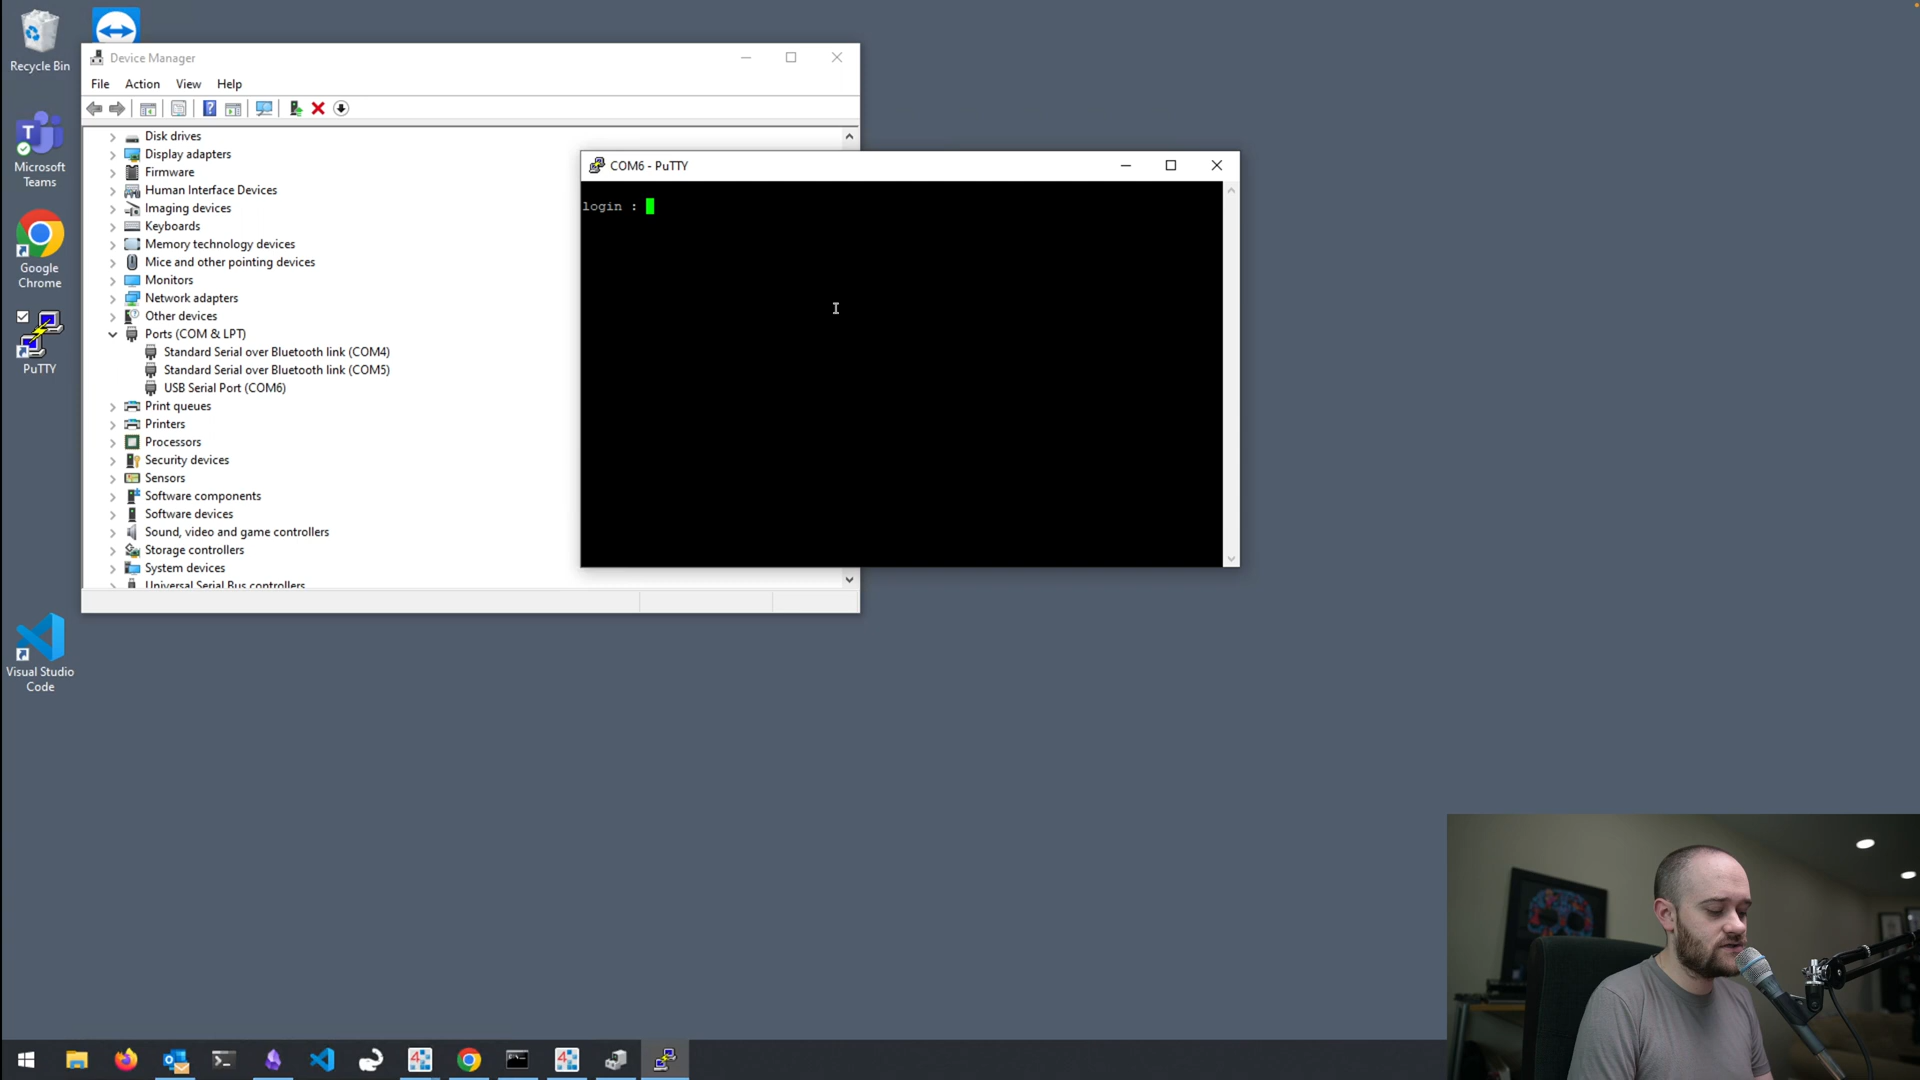 Recycle Bin
Microsoft
Teams
Google
Chrome
PuTTY
Visual Studio
Code
Device Manager
File Action View Help
Disk drives
Display adapters
Firmware
Human Interface Devices
Imaging devices
Keyboards
Memory technology devices
Mice and other pointing devices
Monitors
Network adapters
Other devices
Ports (COM & LPT)
Standard Serial over Bluetooth link (COM4)
Standard Serial over Bluetooth link (COM5)
USB Serial Port (COM6)
Print queues
Printers
Processors
Security devices
Sensors
Software components
Software devices
Sound, video and game controllers
Storage controllers
System devices
Universal Serial Bus controllers
COM6 - PuTTY
login :